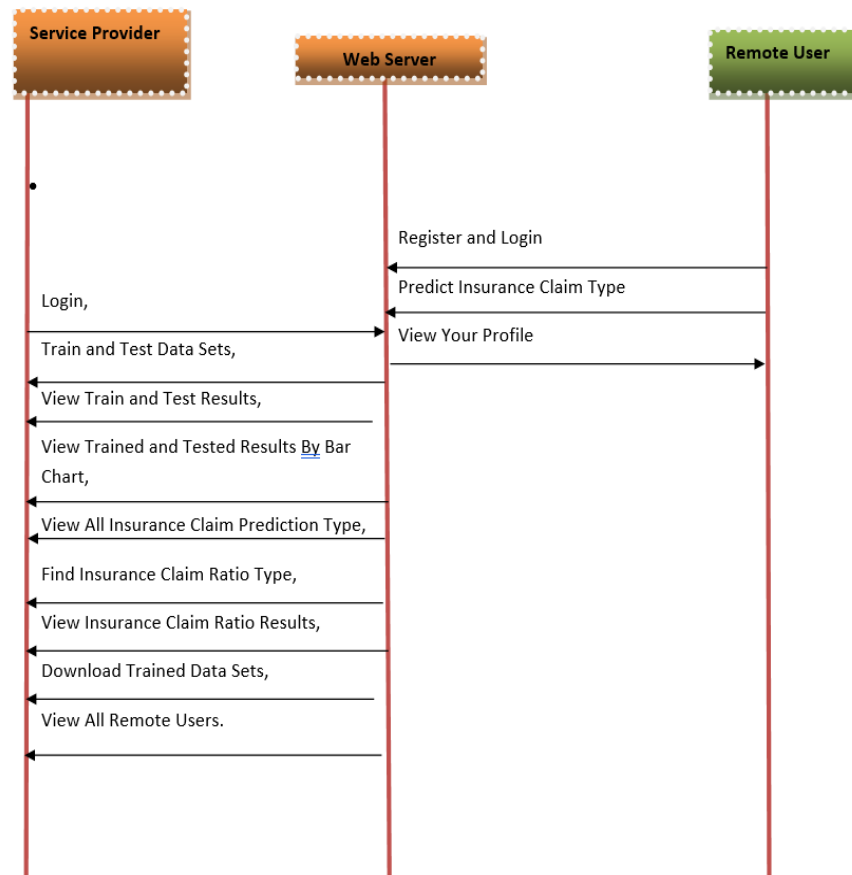 Service Provider
Web Server
Remote User
Register and Login
Predict Insurance Claim Type
View Your Profile
Login,
Train and Test Data Sets,
View Train and Test Results,
View Trained and Tested Results By Bar
Chart,
View All Insurance Claim Prediction Type,
Find Insurance Claim Ratio Type,
View Insurance Claim Ratio Results,
Download Trained Data Sets,
View All Remote Users.